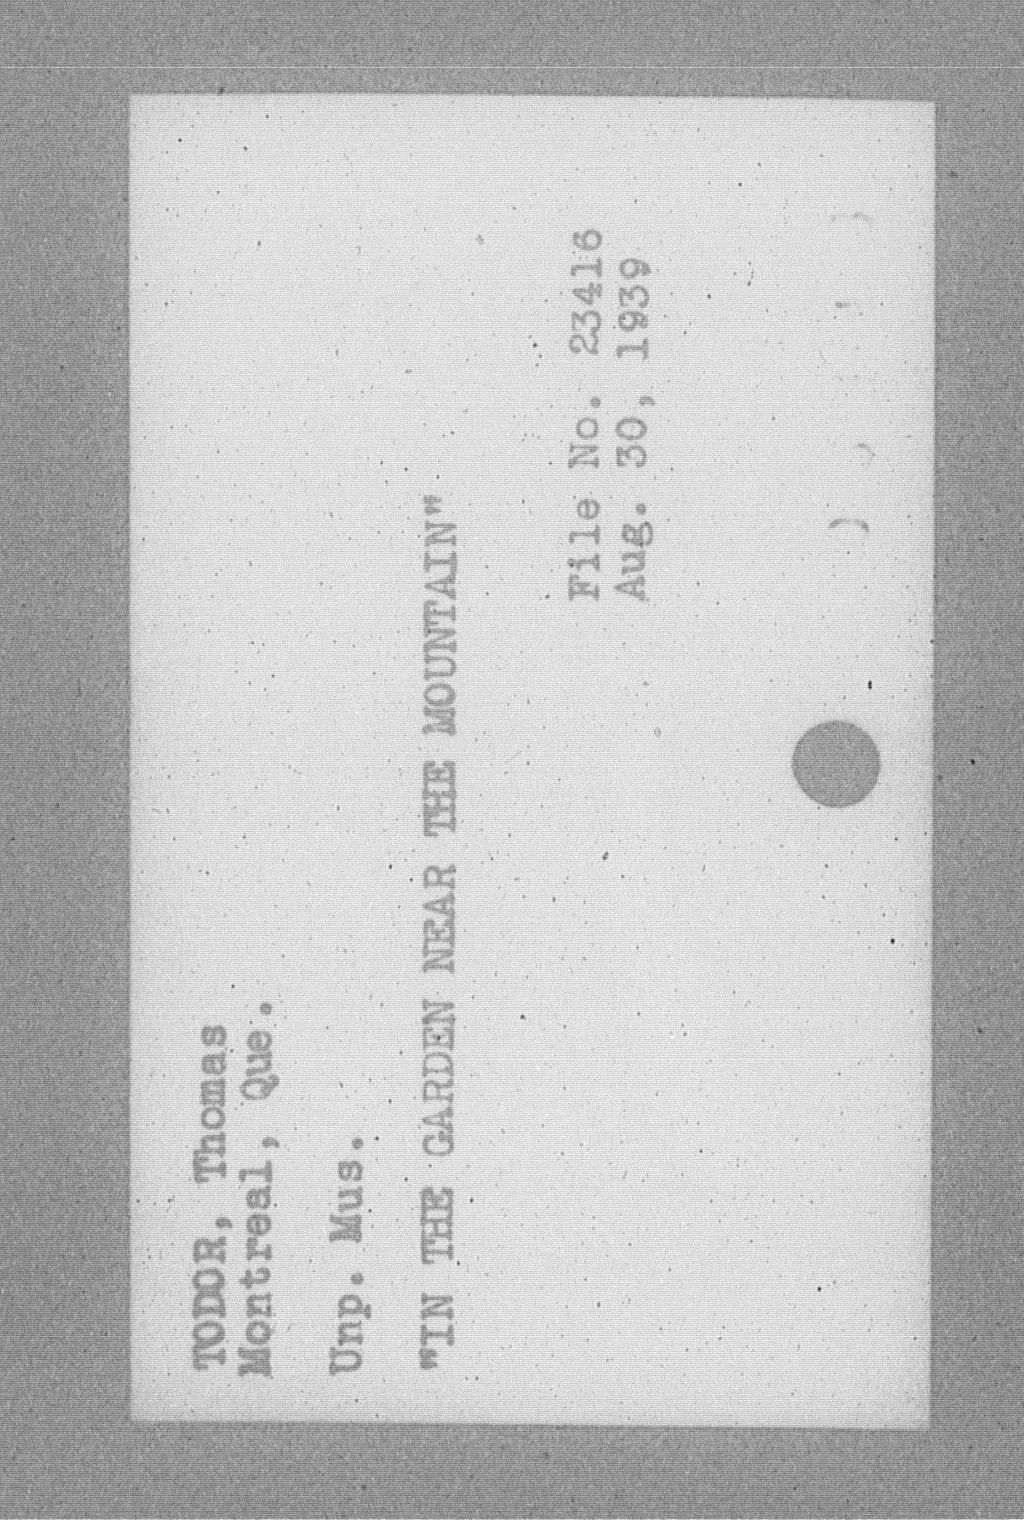 TODOR, Thomas
Montreal, Que.
Unp. Mus.
"IN THE GARDEN NEAR THE MOUNTAIN"
File No. 23416
Aug. 30, 1939